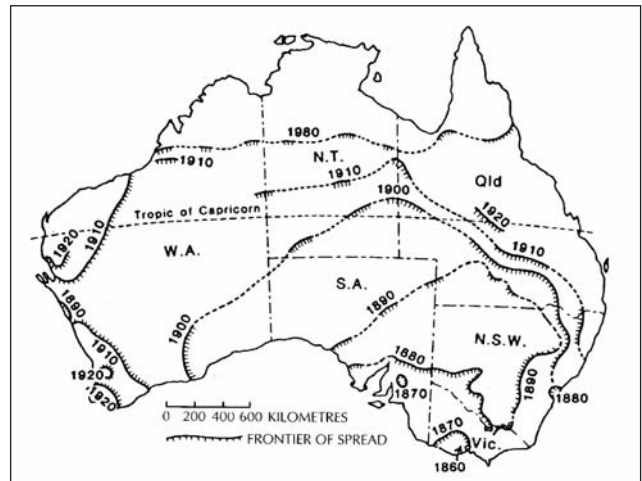 1980
1910
N.T.
1910
Qld
1900
1920
Tropic of Capricorn
1920
1910
W.A.
1910
S.A.
1890
1890
1900
N.S.W.
1910
1880
1890
1920
1870
1880
1920
1870
Vic.
1860
0 200 400 600 KILOMETRES
FRONTIER OF SPREAD